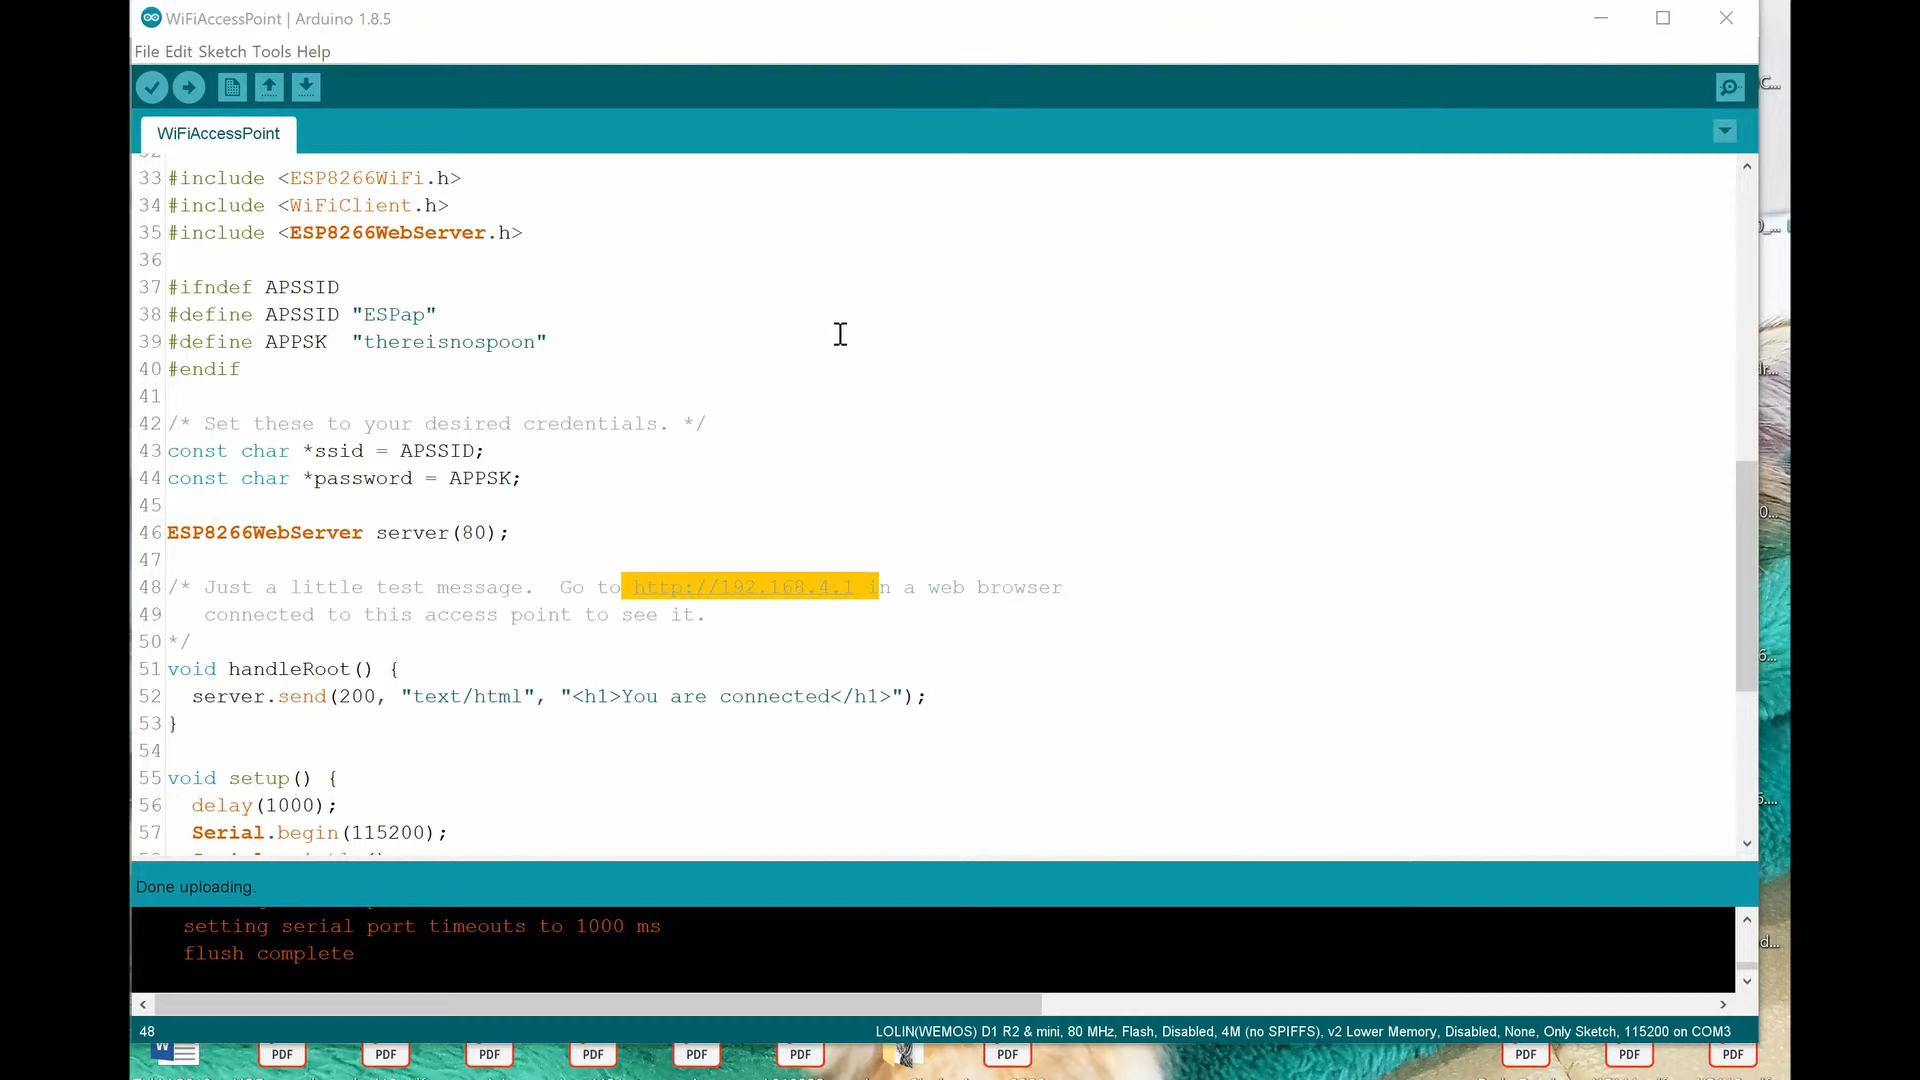 WiFiAccessPoint | Arduino 1.8.5
File Edit Sketch Tools Help
WiFiAccessPoint
33 #include <ESP8266WiFi.h>
34 #include <WiFiClient.h>
35 #include <ESP8266WebServer.h>
36
37 #ifndef APSSID
38 #define APSSID "ESPap"
39 #define APPSK  "thereisnospoon"
40 #endif
41
42 /* Set these to your desired credentials. */
43 const char *ssid = APSSID;
44 const char *password = APPSK;
45
46 ESP8266WebServer server(80);
47
48 /* Just a little test message.  Go to http://192.168.4.1 in a web browser
49    connected to this access point to see it.
50 */
51 void handleRoot() {
52   server.send(200, "text/html", "<h1>You are connected</h1>");
53 }
54
55 void setup() {
56   delay(1000);
57   Serial.begin(115200);
Done uploading.
setting serial port timeouts to 1000 ms
flush complete
48 LOLIN(WEMOS) D1 R2 & mini, 80 MHz, Flash, Disabled, 4M (no SPIFFS), v2 Lower Memory, Disabled, None, Only Sketch, 115200 on COM3
W PDF PDF PDF PDF PDF PDF PDF PDF PDF PDF